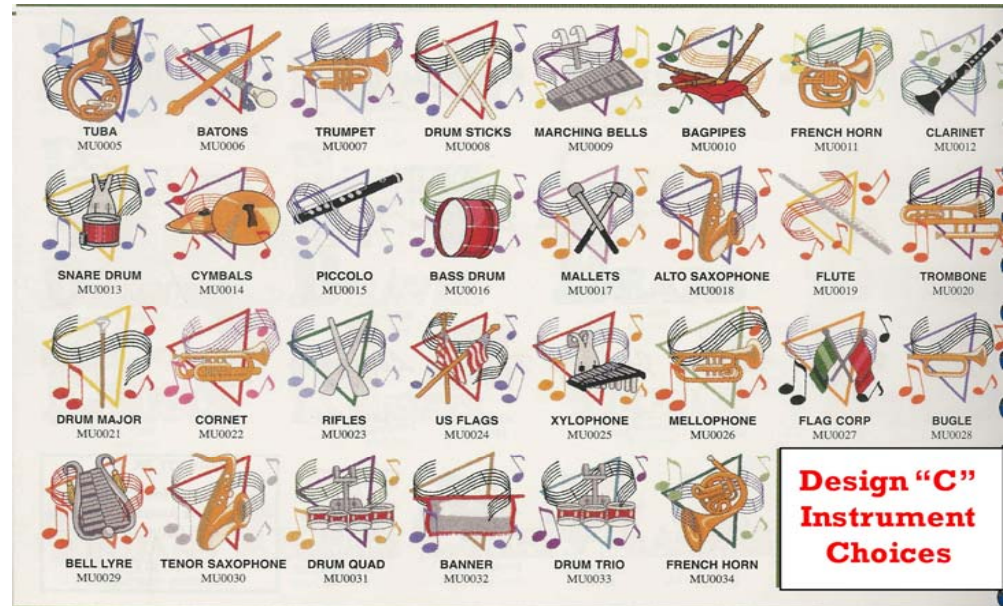 TUBA
MU0005
BATONS
MU0006
TRUMPET
MU0007
DRUM STICKS
MU0008
MARCHING BELLS
MU0009
BAGPIPES
MU0010
FRENCH HORN
MU0011
CLARINET
MU0012
SNARE DRUM
MU0013
CYMBALS
MU0014
PICCOLO
MU0015
BASS DRUM
MU0016
MALLETS
MU0017
ALTO SAXOPHONE
MU0018
FLUTE
MU0019
TROMBONE
MU0020
DRUM MAJOR
MU0021
CORNET
MU0022
RIFLES
MU0023
US FLAGS
MU0024
XYLOPHONE
MU0025
MELLOPHONE
MU0026
FLAG CORP
MU0027
BUGLE
MU0028
BELL LYRE
MU0029
TENOR SAXOPHONE
MU0030
DRUM QUAD
MU0031
BANNER
MU0032
DRUM TRIO
MU0033
FRENCH HORN
MU0034
Design “C”
Instrument
Choices